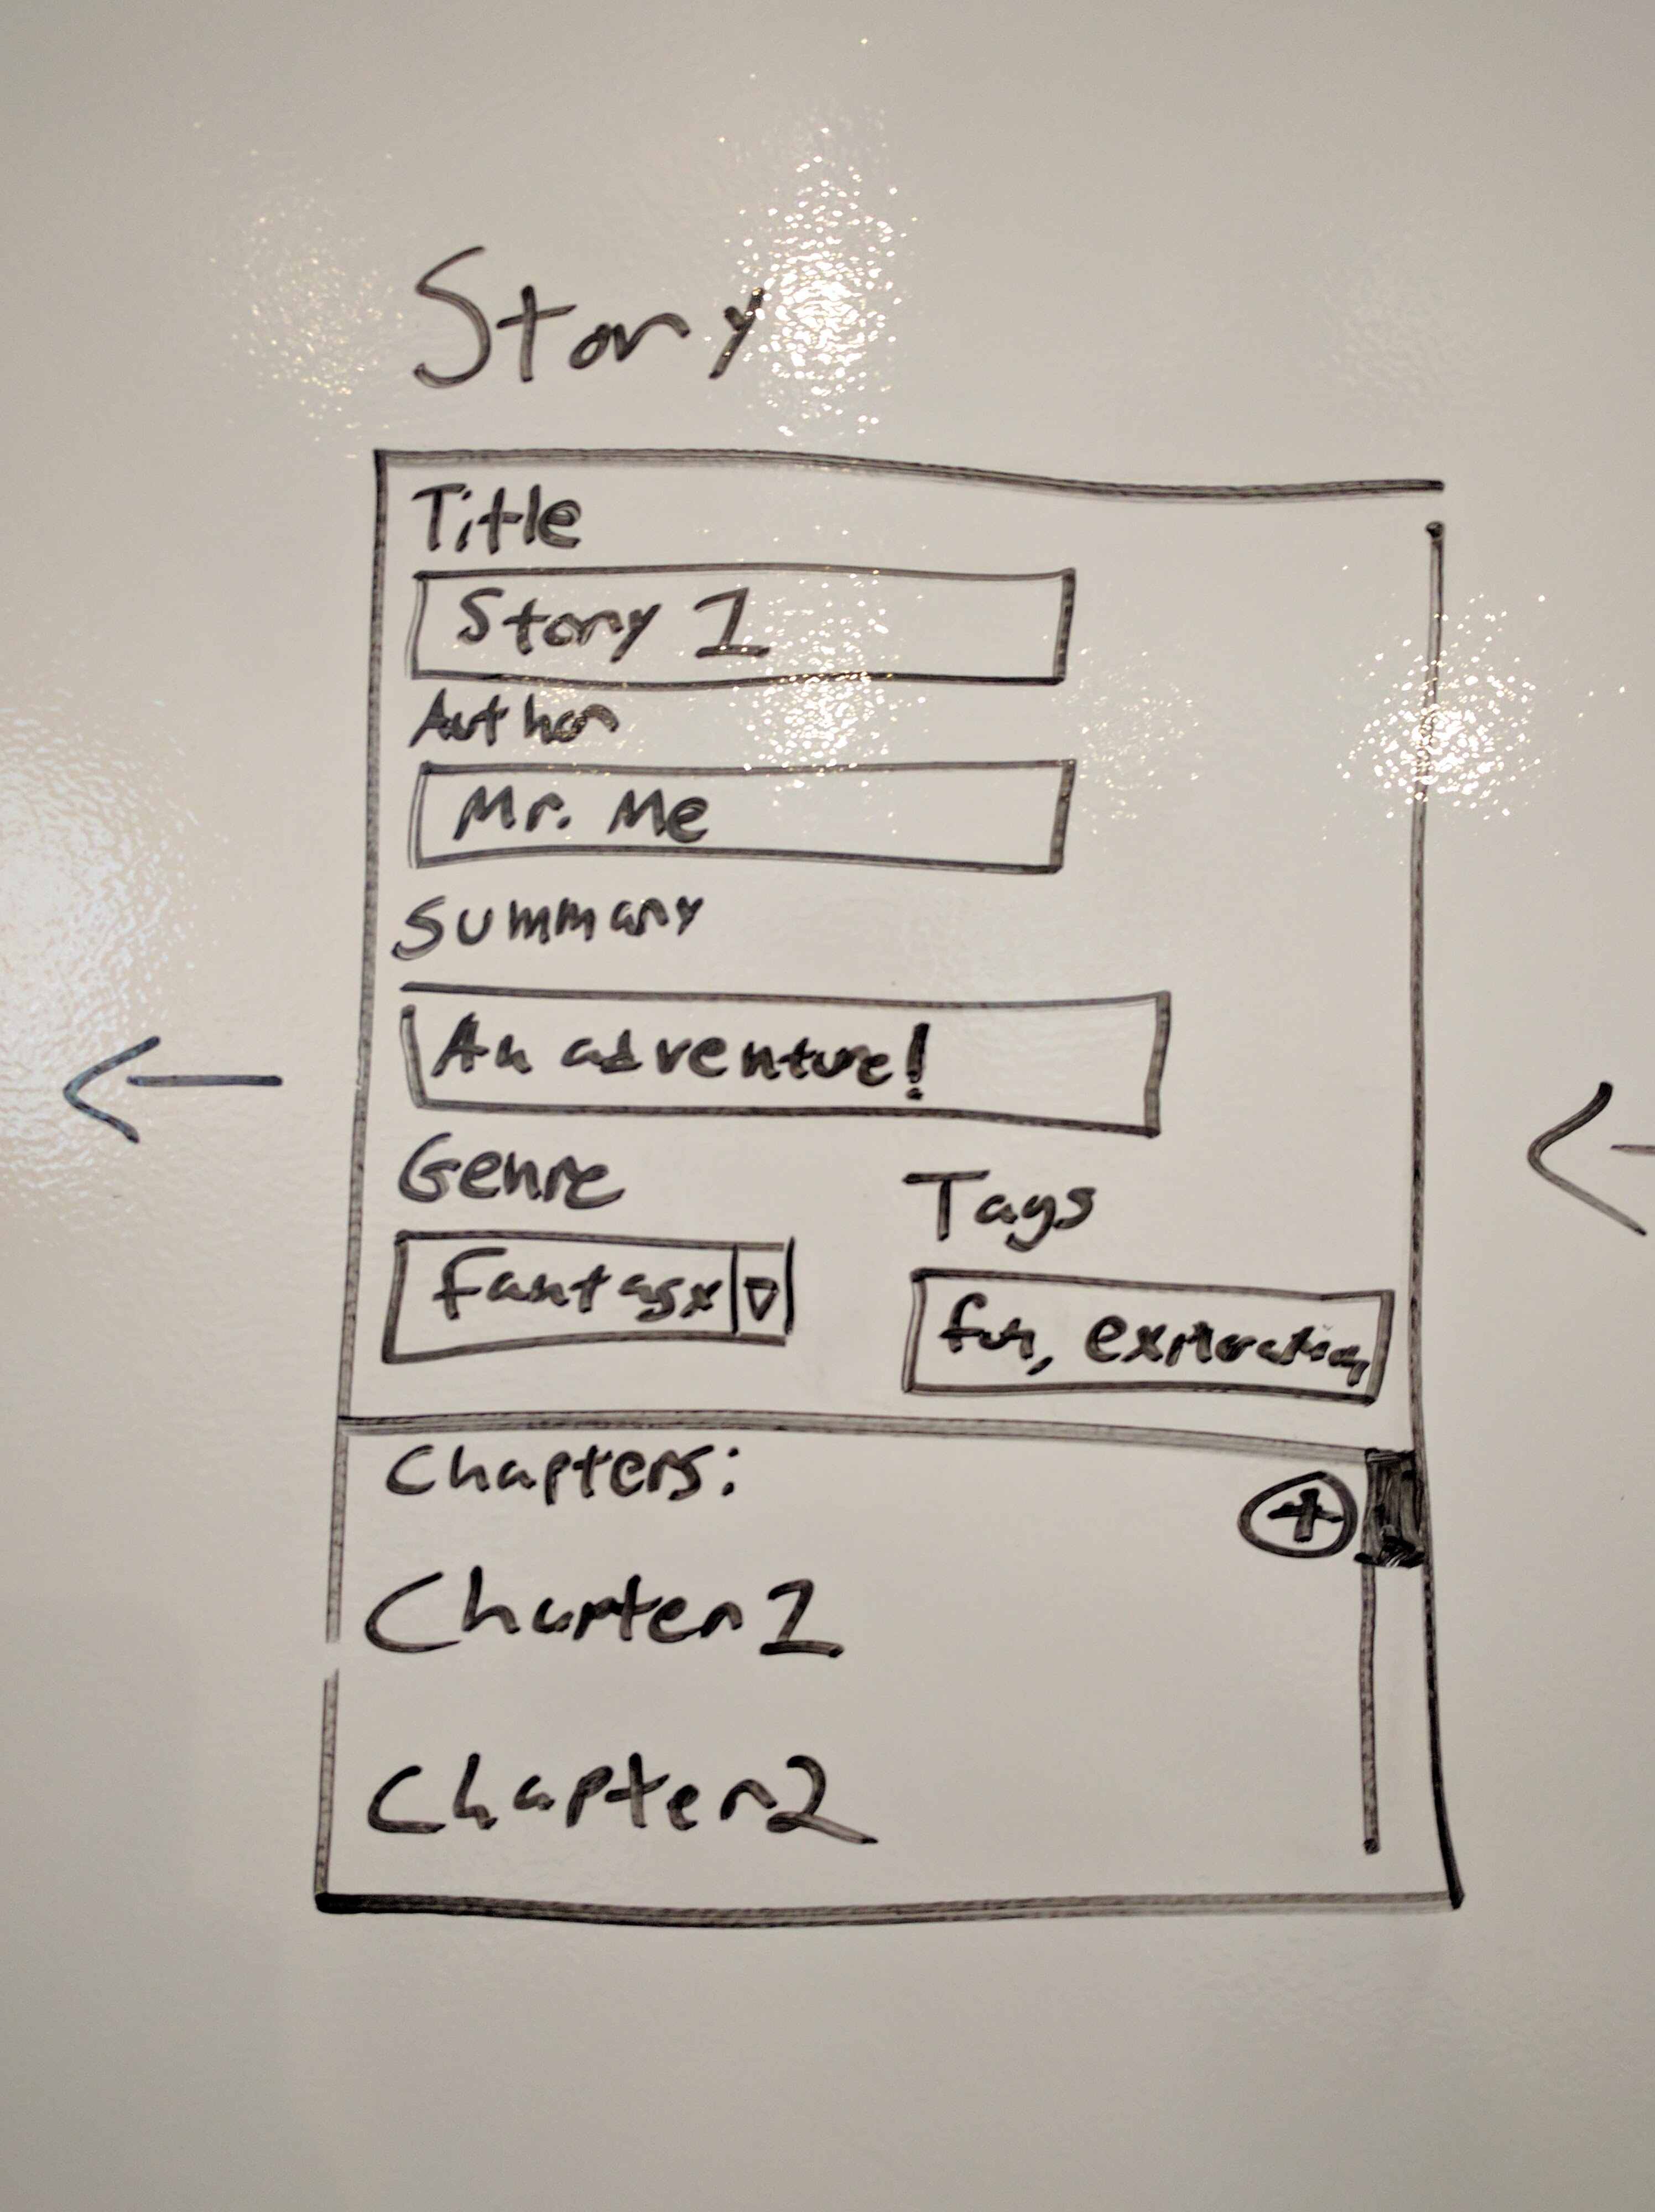 Story
Title
Story 1
Author
Mr. Me
Summary
An adventure!
Genre
Tags
Fantasy
fun, exploration
Chapters:
+
Chapter 1
Chapter 2